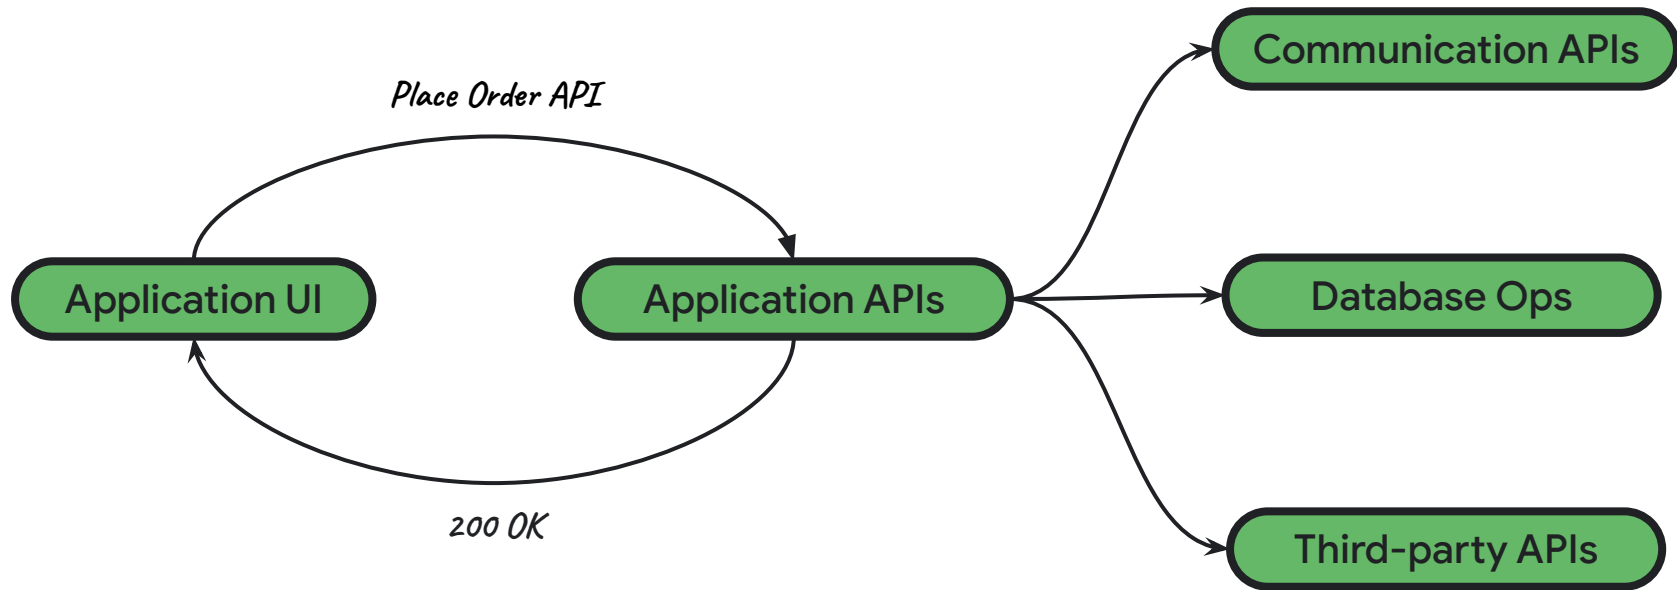 Communication APIs
Place Order API
Application UI
Application APIs
Database Ops
200 OK
Third-party APIs